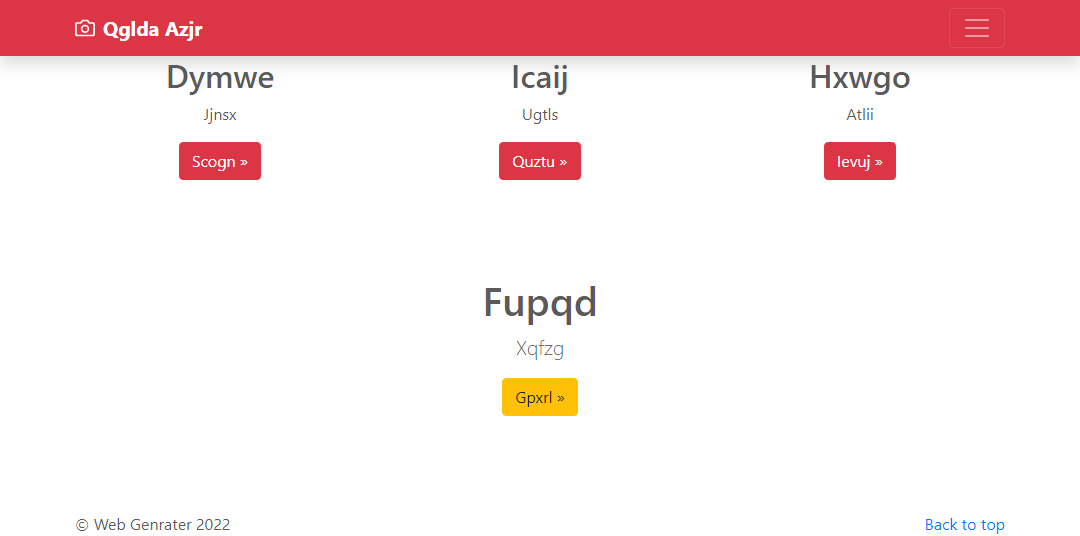 Qglda Azjr
Dymwe
Jjnsx
Scogn »
Icaij
Ugtls
Quztu »
Hxwgo
Atlii
Ievuj »
Fupqd
Xqfzg
Gpxrl »
© Web Genrater 2022
Back to top